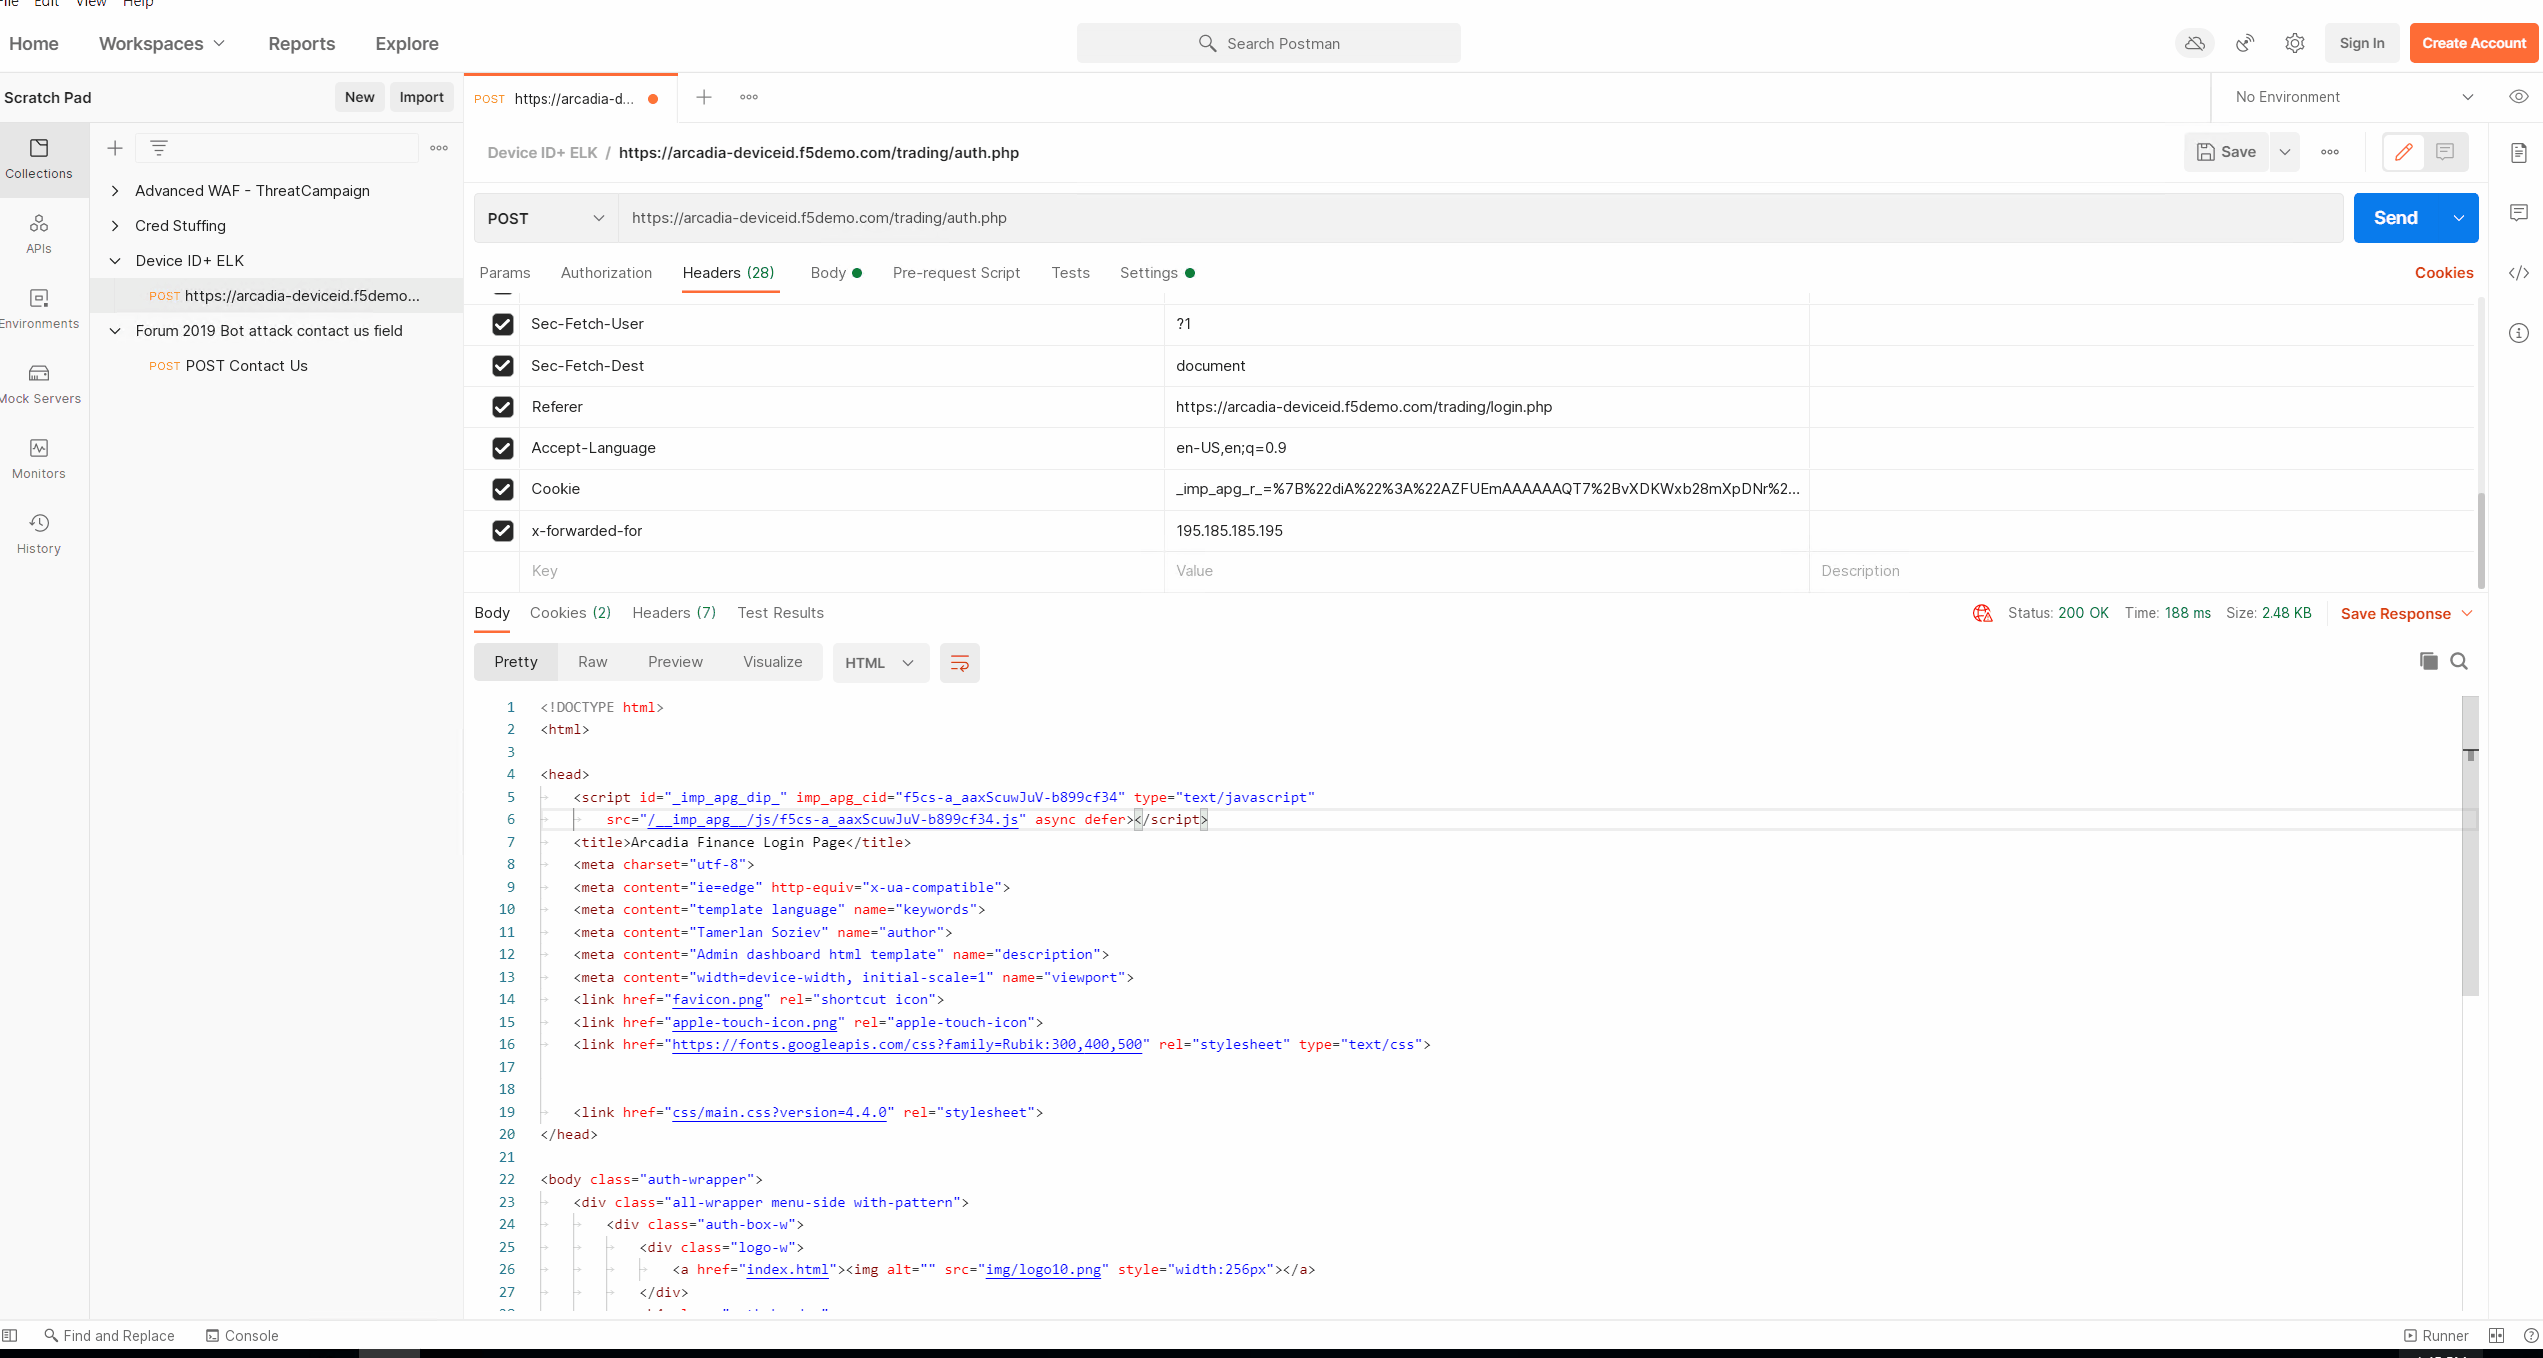 File Edit View Help
Home Workspaces Reports Explore Search Postman Sign In Create Account
Scratch Pad New Import POST https://arcadia-d... No Environment
Collections
APIs
Environments
Mock Servers
Monitors
History
Advanced WAF - ThreatCampaign
Cred Stuffing
Device ID+ ELK
POST https://arcadia-deviceid.f5demo...
Forum 2019 Bot attack contact us field
POST POST Contact Us
Device ID+ ELK / https://arcadia-deviceid.f5demo.com/trading/auth.php Save
POST https://arcadia-deviceid.f5demo.com/trading/auth.php Send
Params Authorization Headers (28) Body Pre-request Script Tests Settings Cookies
Sec-Fetch-User ?1
Sec-Fetch-Dest document
Referer https://arcadia-deviceid.f5demo.com/trading/login.php
Accept-Language en-US,en;q=0.9
Cookie _imp_apg_r_=%7B%22diA%22%3A%22AZFUEmAAAAAAQT7%2BvXDKWxb28mXpDNr%2...
x-forwarded-for 195.185.185.195
Key Value Description
Body Cookies (2) Headers (7) Test Results Status: 200 OK Time: 188 ms Size: 2.48 KB Save Response
Pretty Raw Preview Visualize HTML
1 <!DOCTYPE html>
2 <html>
3
4 <head>
5 <script id="_imp_apg_dip_" imp_apg_cid="f5cs-a_aaxScuwJuV-b899cf34" type="text/javascript"
6 src="/__imp_apg__/js/f5cs-a_aaxScuwJuV-b899cf34.js" async defer></script>
7 <title>Arcadia Finance Login Page</title>
8 <meta charset="utf-8">
9 <meta content="ie=edge" http-equiv="x-ua-compatible">
10 <meta content="template language" name="keywords">
11 <meta content="Tamerlan Soziev" name="author">
12 <meta content="Admin dashboard html template" name="description">
13 <meta content="width=device-width, initial-scale=1" name="viewport">
14 <link href="favicon.png" rel="shortcut icon">
15 <link href="apple-touch-icon.png" rel="apple-touch-icon">
16 <link href="https://fonts.googleapis.com/css?family=Rubik:300,400,500" rel="stylesheet" type="text/css">
17
18
19 <link href="css/main.css?version=4.4.0" rel="stylesheet">
20 </head>
21
22 <body class="auth-wrapper">
23 <div class="all-wrapper menu-side with-pattern">
24 <div class="auth-box-w">
25 <div class="logo-w">
26 <a href="index.html"><img alt="" src="img/logo10.png" style="width:256px"></a>
27 </div>
Find and Replace Console Runner